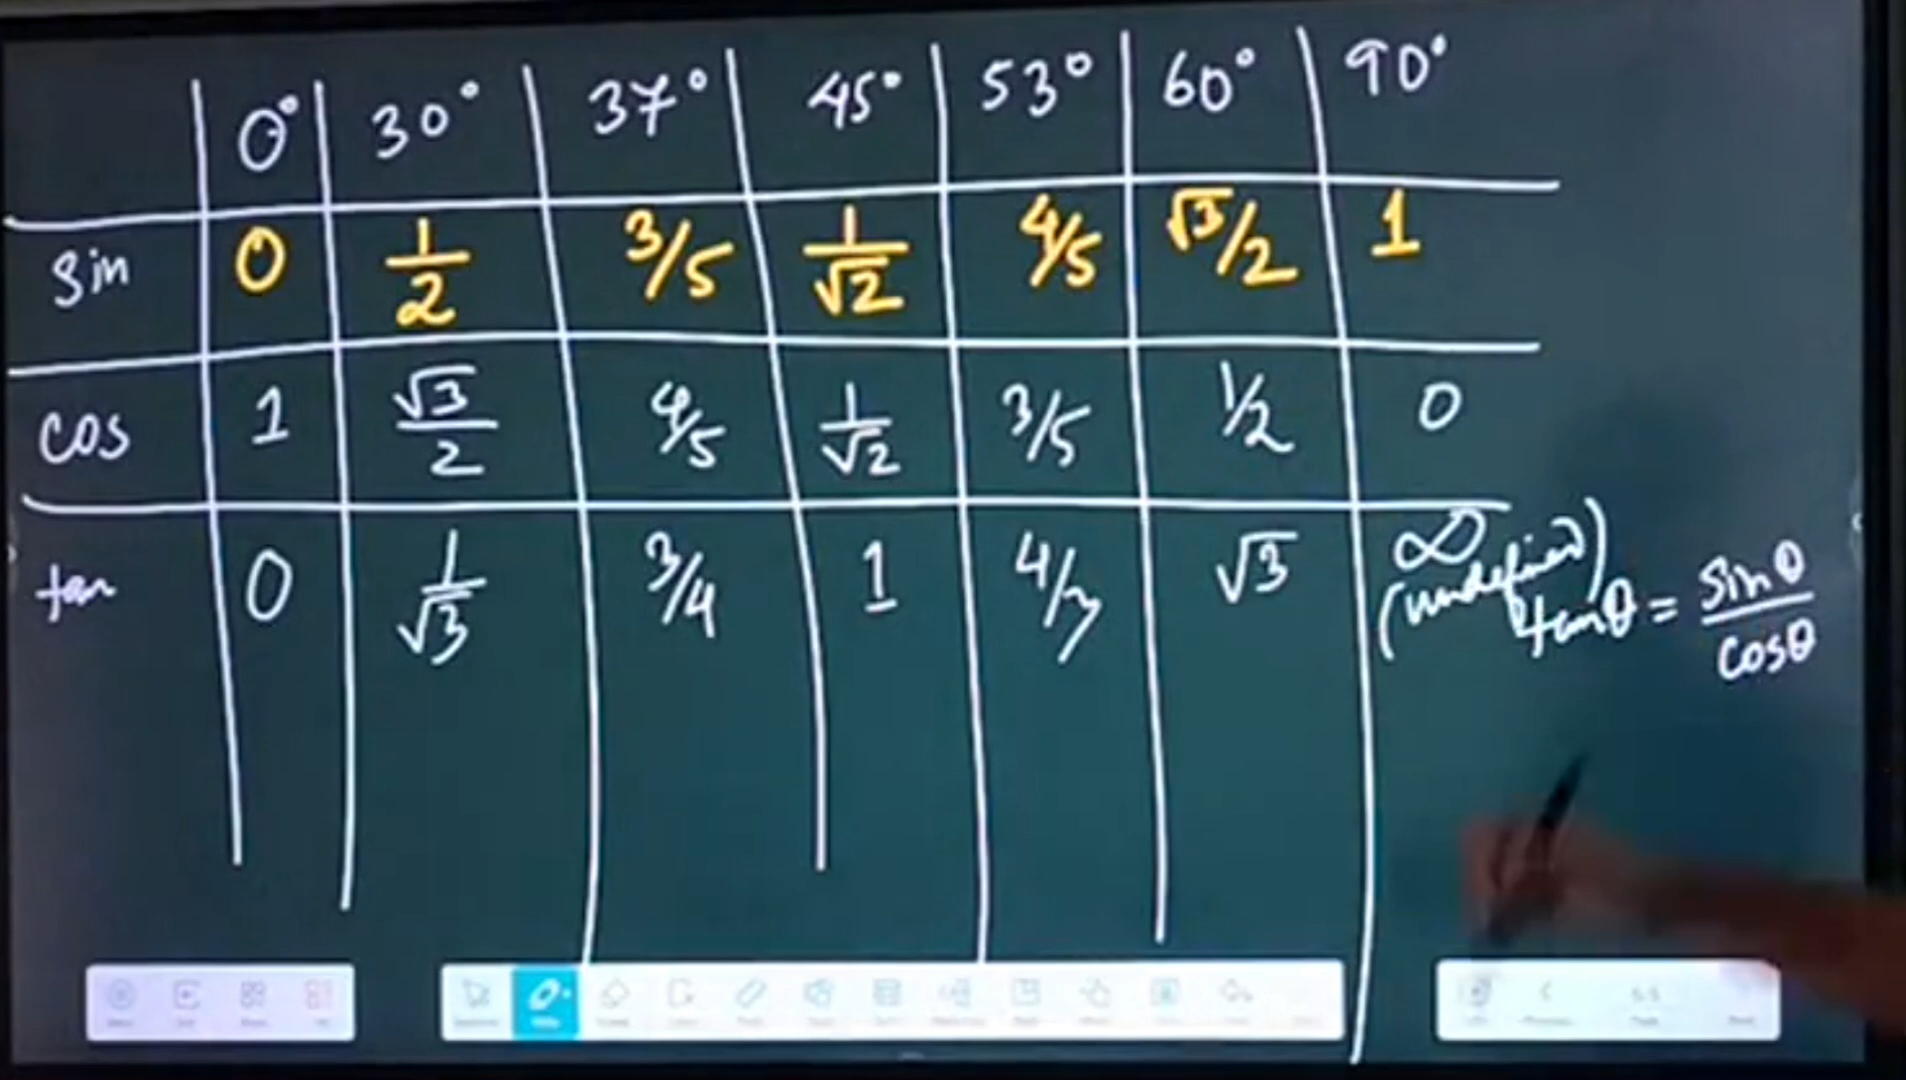 0° 30° 37° 45° 53° 60° 90°
sin 0 1/2 3/5 1/√2 4/5 √3/2 1
cos 1 √3/2 4/5 1/√2 3/5 1/2 0
tan 0 1/√3 3/4 1 4/3 √3 ∞
(undefined)
tanθ = sinθ/cosθ